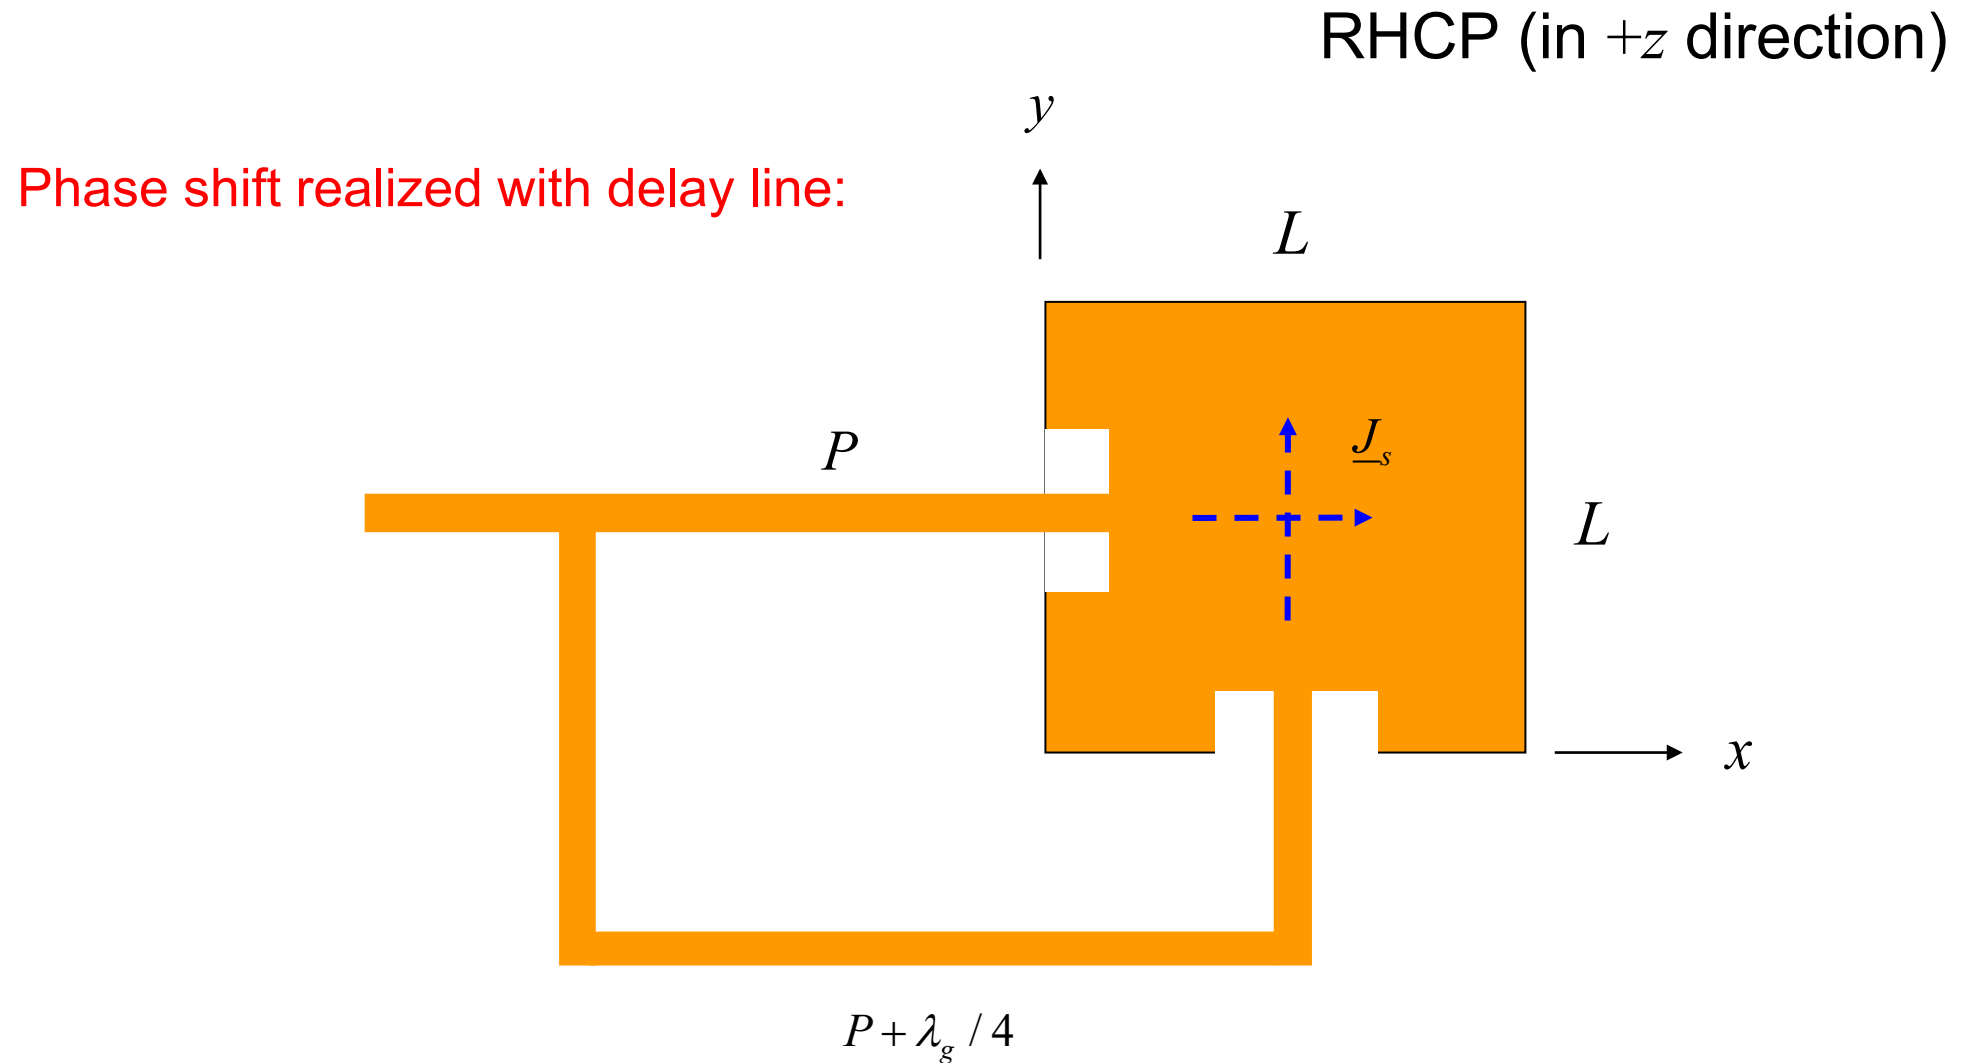 RHCP (in +z direction)
y
Phase shift realized with delay line:
L
P
J_s
L
x
P + λ_g / 4